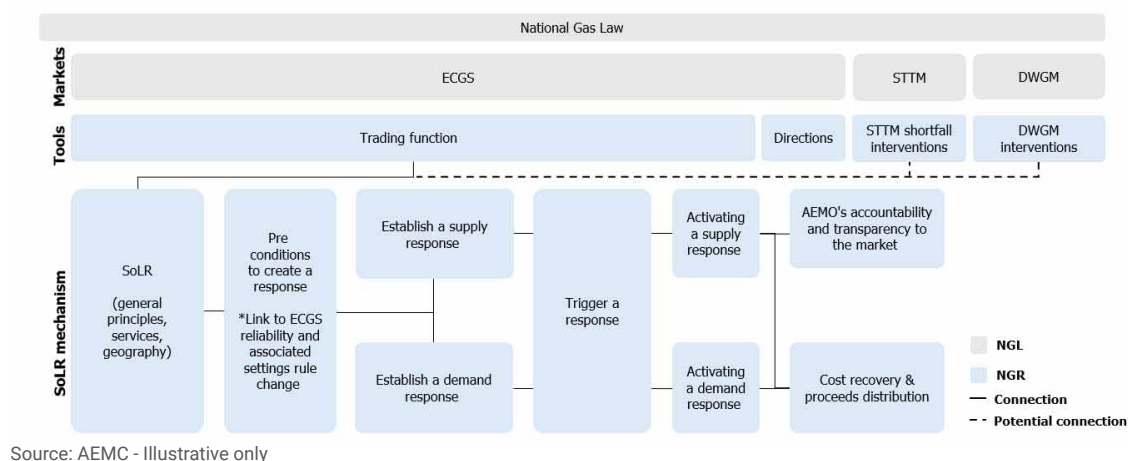 National Gas Law
Markets
ECGS
STTM
DWGM
Tools
Trading function
Directions
STTM shortfall
interventions
DWGM
interventions
SoLR mechanism
SoLR
(general
principles,
services,
geography)
Pre
conditions
to create a
response
*Link to ECGS
reliability and
associated
settings rule
change
Establish a supply
response
Establish a demand
response
Trigger a
response
Activating
a supply
response
Activating
a demand
response
AEMO's accountability
and transparency to
the market
Cost recovery &
proceeds distribution
NGL
NGR
Connection
Potential connection
Source: AEMC - Illustrative only